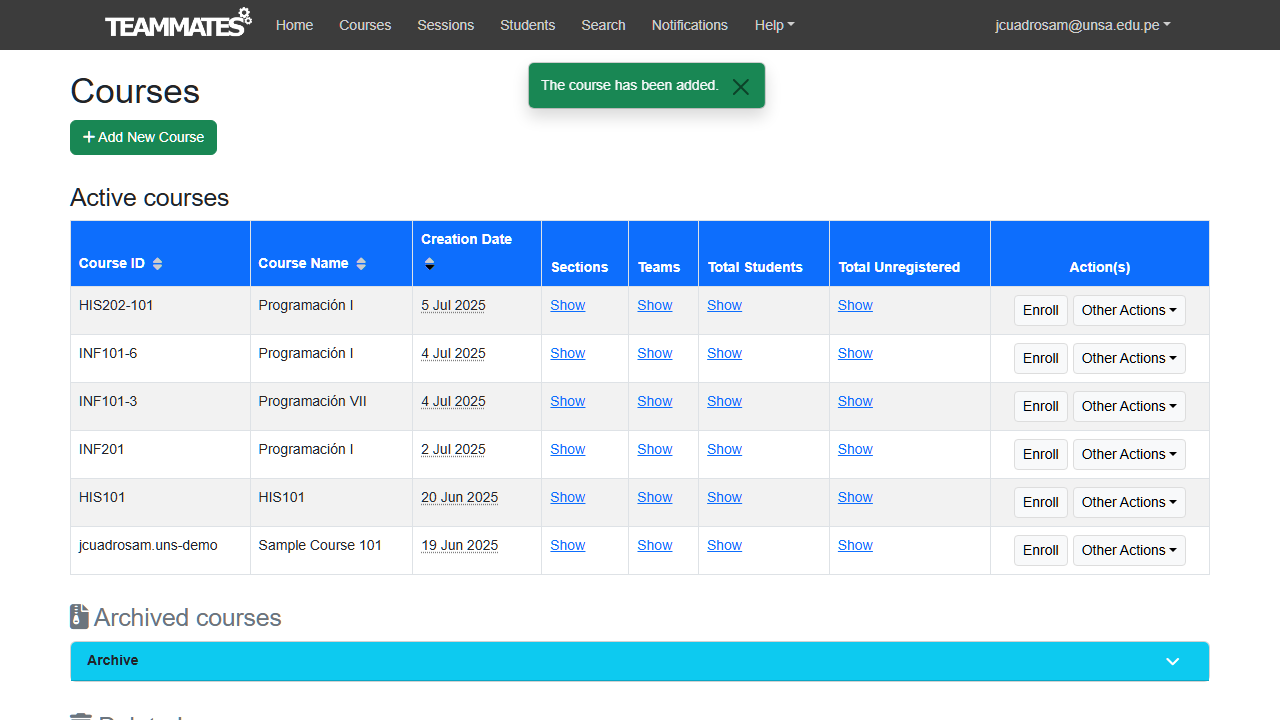 TEAMMATES Home Courses Sessions Students Search Notifications Help jcuadrosam@unsa.edu.pe
The course has been added.
Courses
Add New Course
Active courses
Course ID Course Name Creation Date Sections Teams Total Students Total Unregistered Action(s)
HIS202-101 Programación I 5 Jul 2025 Show Show Show Show Enroll Other Actions
INF101-6 Programación I 4 Jul 2025 Show Show Show Show Enroll Other Actions
INF101-3 Programación VII 4 Jul 2025 Show Show Show Show Enroll Other Actions
INF201 Programación I 2 Jul 2025 Show Show Show Show Enroll Other Actions
HIS101 HIS101 20 Jun 2025 Show Show Show Show Enroll Other Actions
jcuadrosam.uns-demo Sample Course 101 19 Jun 2025 Show Show Show Show Enroll Other Actions
Archived courses
Archive